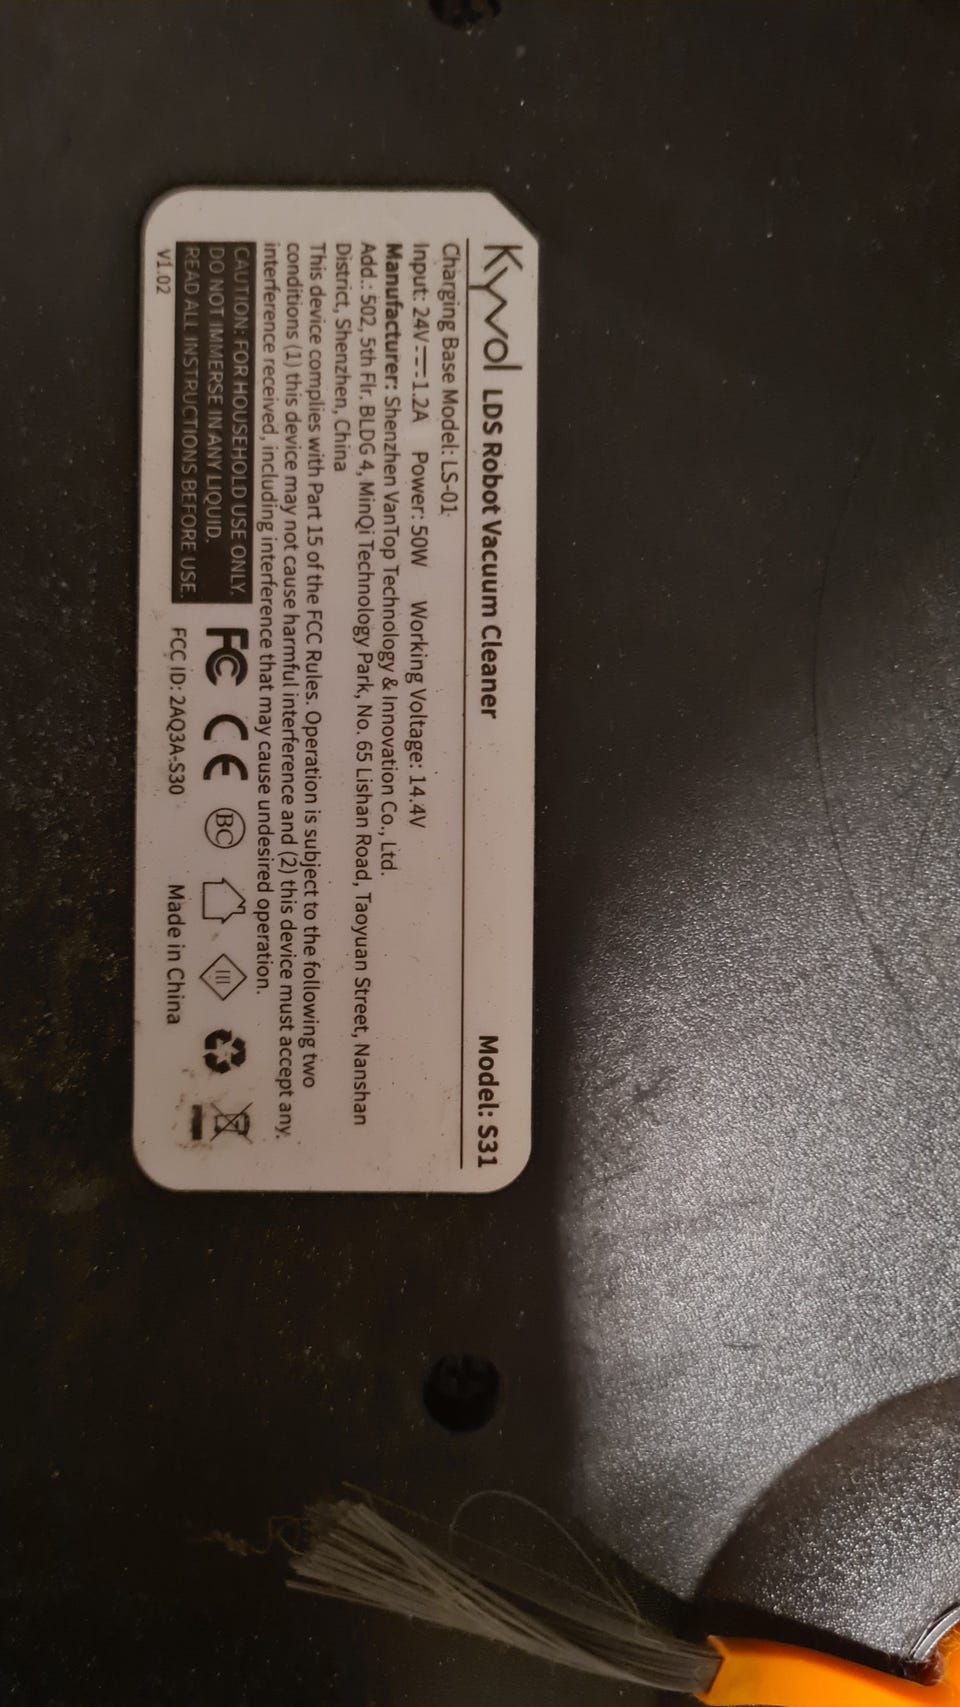 Kyvol LDS Robot Vacuum Cleaner Model: S31
Charging Base Model: LS-01
Input: 24V⎓1.2A Power: 50W Working Voltage: 14.4V
Manufacturer: Shenzhen VanTop Technology & Innovation Co., Ltd.
Add.: 502, 5th Flr. BLDG 4, MinQi Technology Park, No. 65 Lishan Road, Taoyuan Street, Nanshan
District, Shenzhen, China
This device complies with Part 15 of the FCC Rules. Operation is subject to the following two
conditions (1) this device may not cause harmful interference and (2) this device must accept any
interference received, including interference that may cause undesired operation.
CAUTION: FOR HOUSEHOLD USE ONLY.
DO NOT IMMERSE IN ANY LIQUID.
READ ALL INSTRUCTIONS BEFORE USE.
FC CE BC III
FCC ID: 2AQ3A-S30 Made in China
V1.02